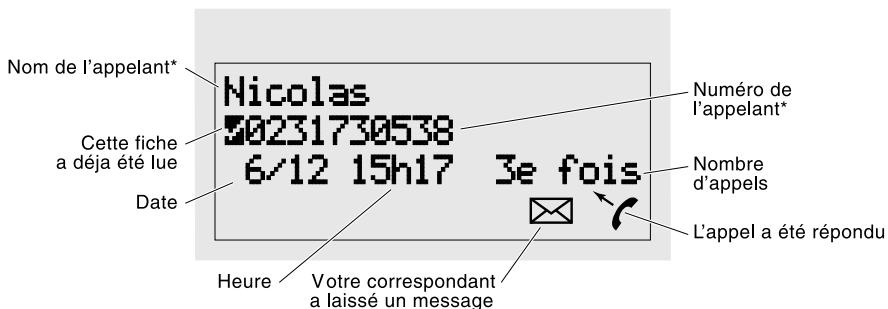 Nom de l'appelant*
Nicolas
Numéro de
l'appelant*
Cette fiche
a déja été lue
0231730538
6/12 15h17 3e fois
Nombre
d'appels
Date
L'appel a été répondu
Heure
Votre correspondant
a laissé un message